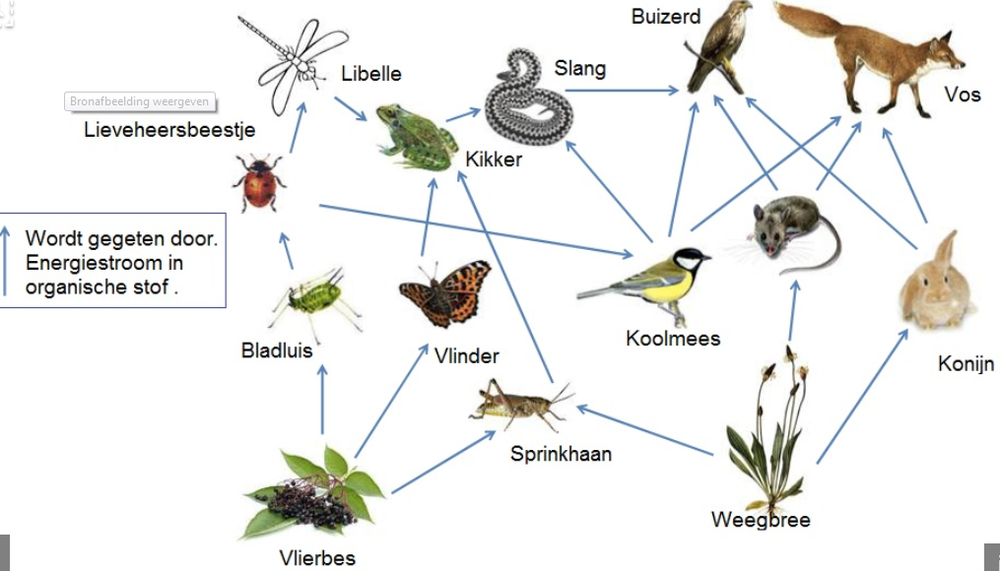 Buizerd
Libelle
Slang
Vos
Bronafbeelding weergeven
Lieveheersbeestje
Kikker
Wordt gegeten door.
Energiestroom in
organische stof .
Koolmees
Bladluis
Vlinder
Konijn
Sprinkhaan
Weegbree
Vlierbes